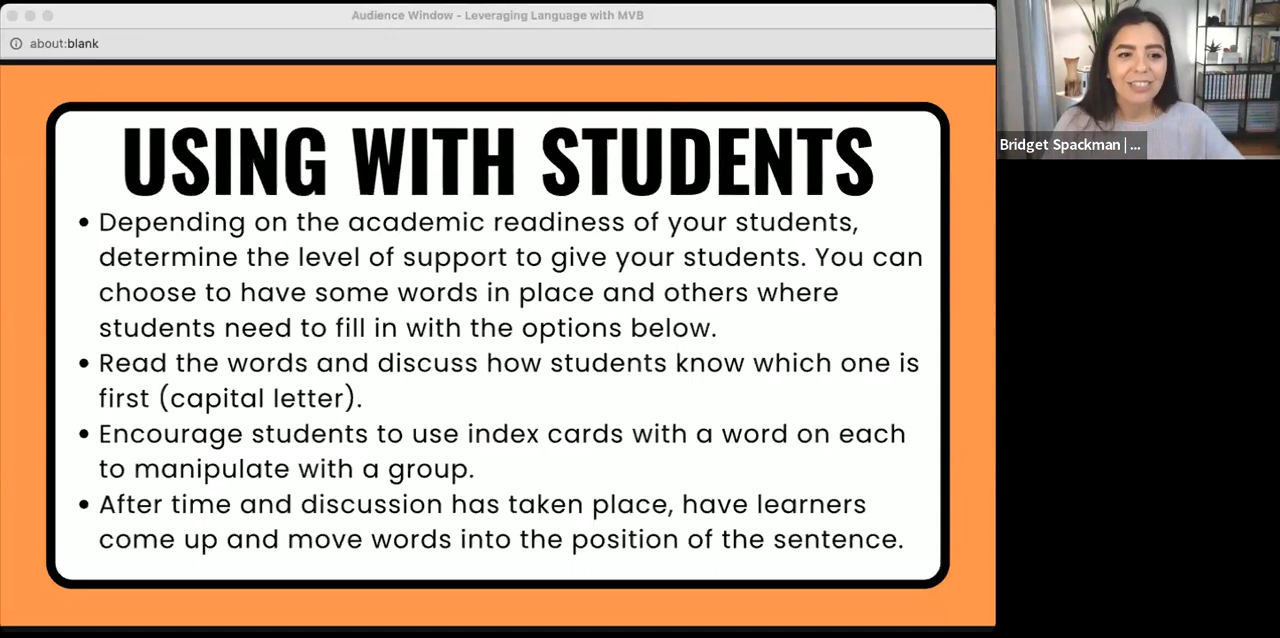 Audience Window - Leveraging Language with MVB
about:blank
Bridget Spackman | ...
USING WITH STUDENTS
• Depending on the academic readiness of your students,
determine the level of support to give your students. You can
choose to have some words in place and others where
students need to fill in with the options below.
• Read the words and discuss how students know which one is
first (capital letter).
• Encourage students to use index cards with a word on each
to manipulate with a group.
• After time and discussion has taken place, have learners
come up and move words into the position of the sentence.